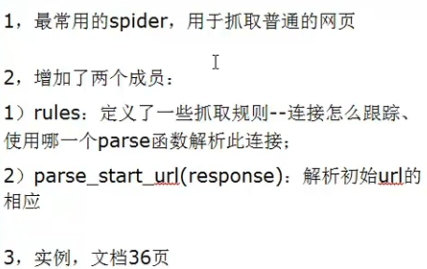 1，最常用的spider，用于抓取普通的网页
2，增加了两个成员：
1）rules：定义了一些抓取规则--连接怎么跟踪、
使用哪一个parse函数解析此连接；
2）parse_start_url(response)：解析初始url的
相应
3，实例，文档36页